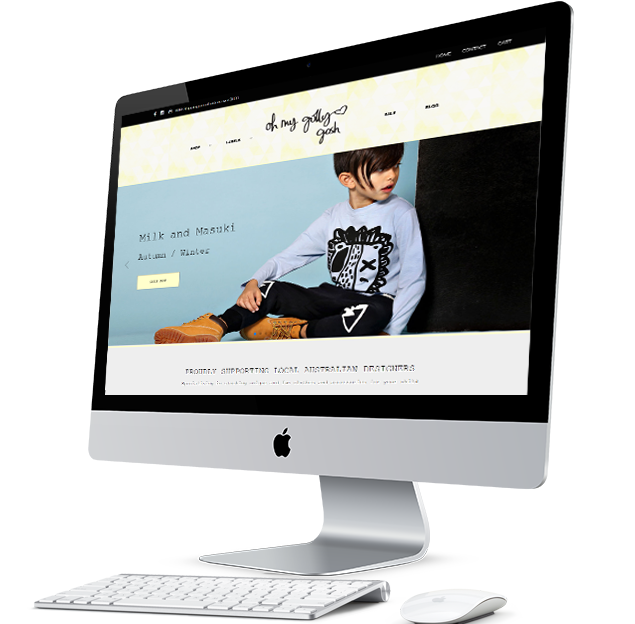 HOME CONTACT CART
SHOP LABELS oh my golly gosh SALE BLOG
Milk and Masuki
Autumn / Winter
SHOP NOW
PROUDLY SUPPORTING LOCAL AUSTRALIAN DESIGNERS